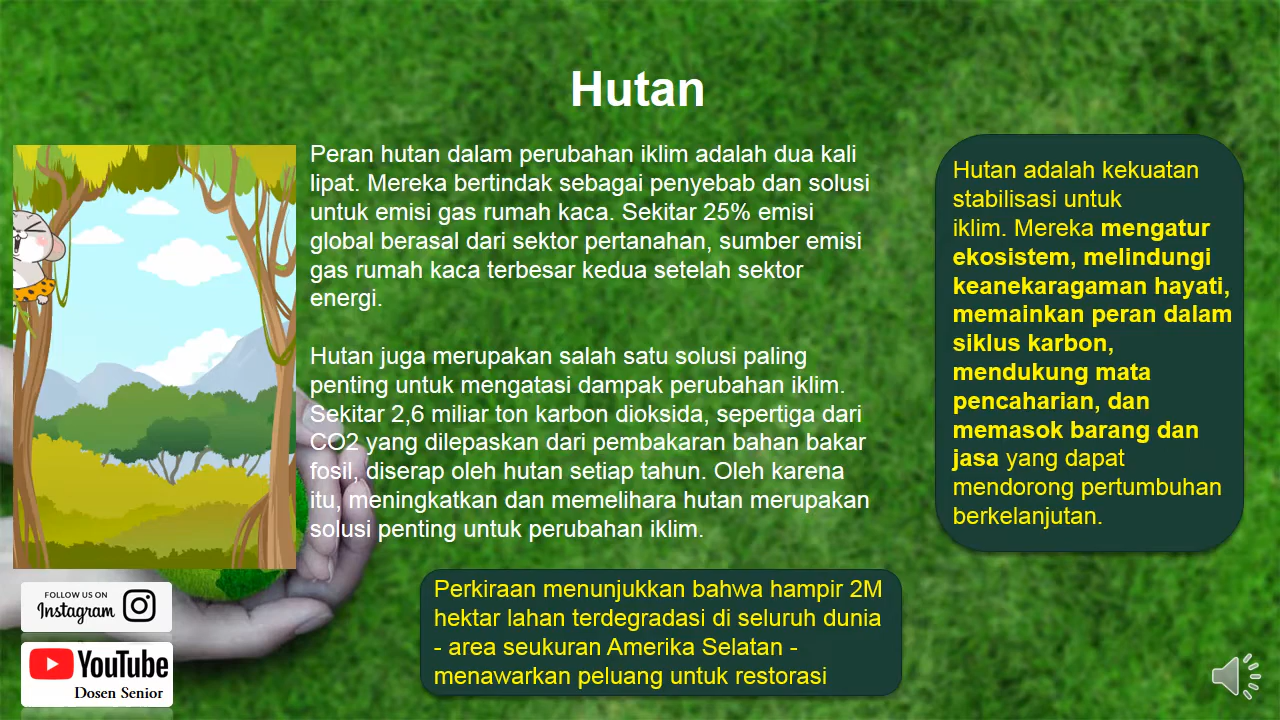 Hutan
Peran hutan dalam perubahan iklim adalah dua kali
lipat. Mereka bertindak sebagai penyebab dan solusi
untuk emisi gas rumah kaca. Sekitar 25% emisi
global berasal dari sektor pertanahan, sumber emisi
gas rumah kaca terbesar kedua setelah sektor
energi.
Hutan juga merupakan salah satu solusi paling
penting untuk mengatasi dampak perubahan iklim.
Sekitar 2,6 miliar ton karbon dioksida, sepertiga dari
CO2 yang dilepaskan dari pembakaran bahan bakar
fosil, diserap oleh hutan setiap tahun. Oleh karena
itu, meningkatkan dan memelihara hutan merupakan
solusi penting untuk perubahan iklim.
Hutan adalah kekuatan
stabilisasi untuk
iklim. Mereka mengatur
ekosistem, melindungi
keanekaragaman hayati,
memainkan peran dalam
siklus karbon,
mendukung mata
pencaharian, dan
memasok barang dan
jasa yang dapat
mendorong pertumbuhan
berkelanjutan.
Perkiraan menunjukkan bahwa hampir 2M
hektar lahan terdegradasi di seluruh dunia
- area seukuran Amerika Selatan -
menawarkan peluang untuk restorasi
FOLLOW US ON
Instagram
YouTube
Dosen Senior